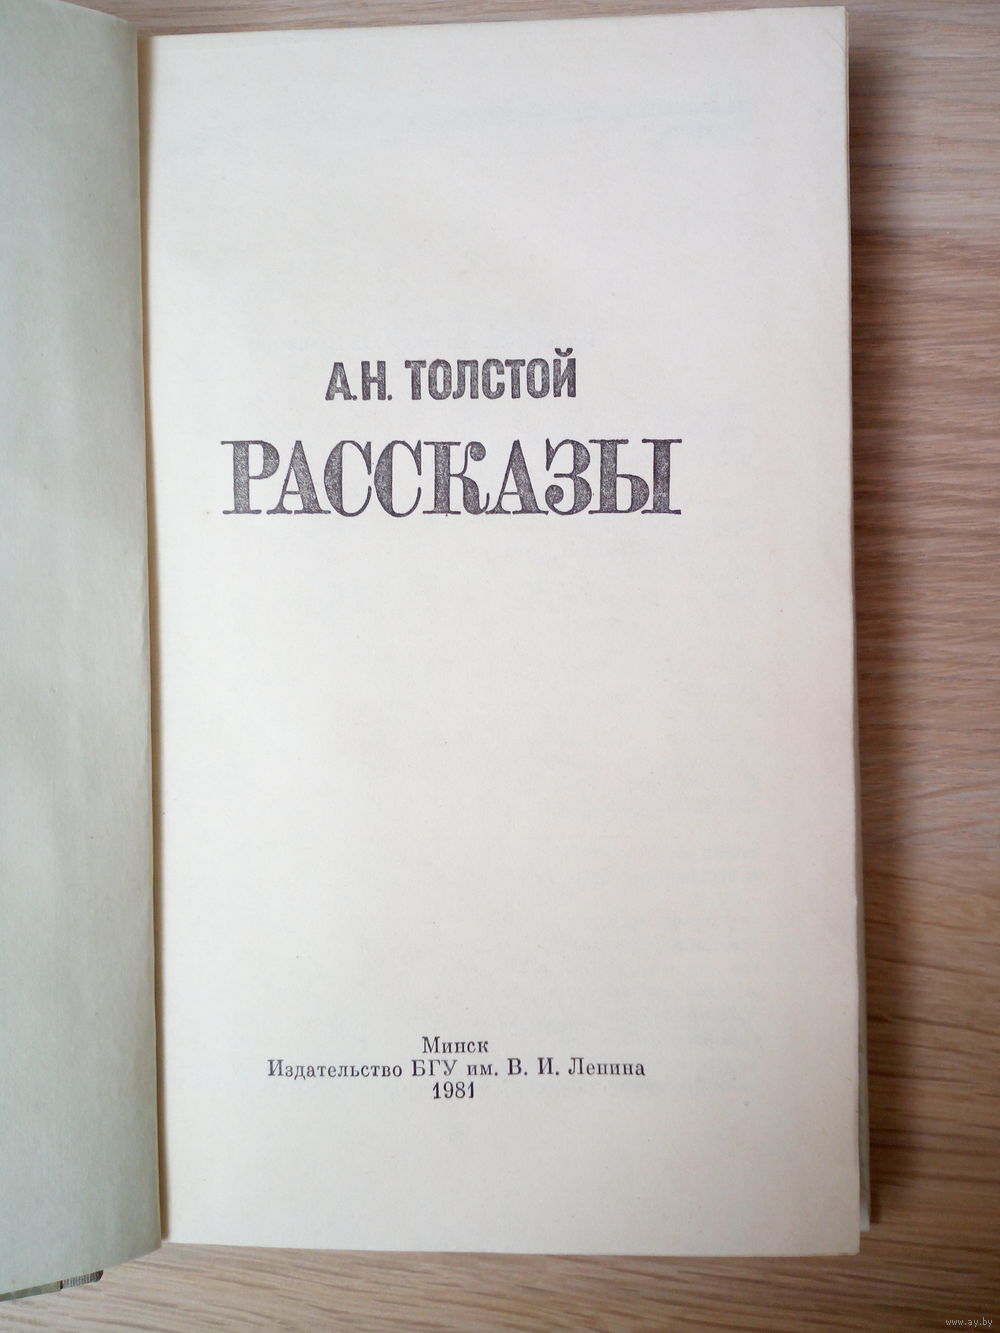 А.Н. ТОЛСТОЙ
РАССКАЗЫ
Минск
Издательство БГУ им. В. И. Ленина
1981
www.ay.by